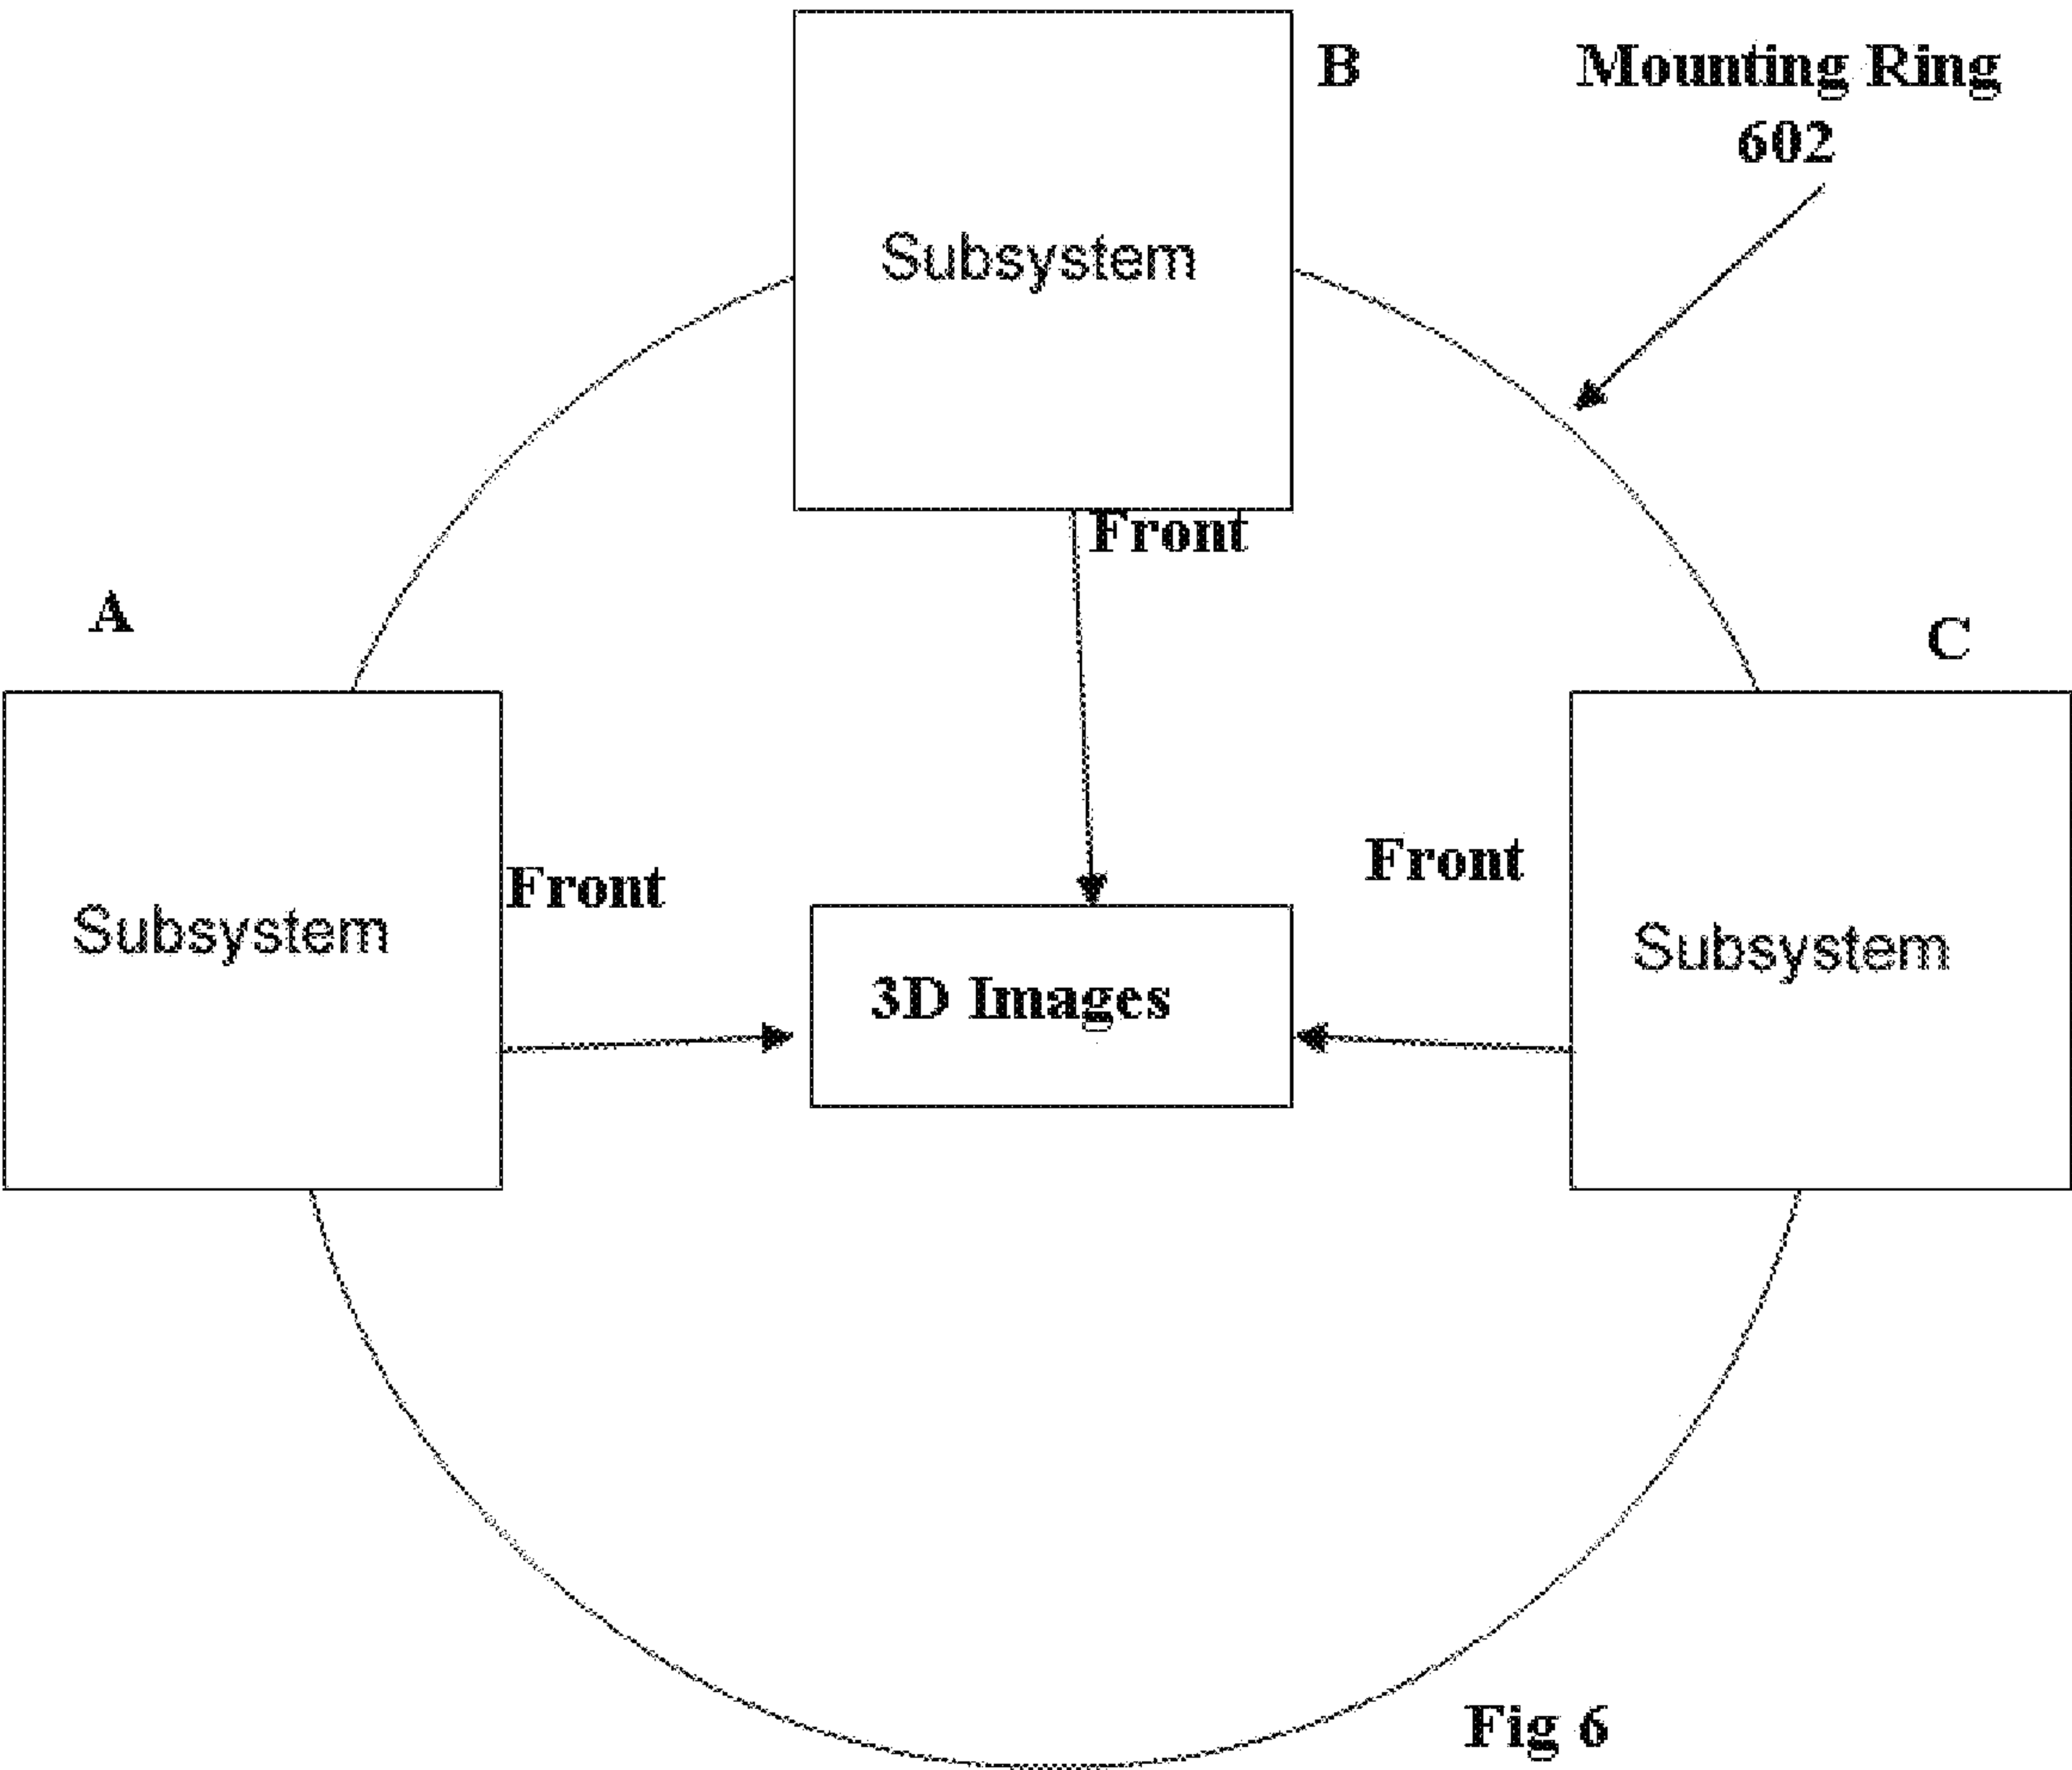 B
Mounting Ring
602
Subsystem
Front
A
C
Front
Front
Subsystem
Subsystem
3D Images
Fig 6